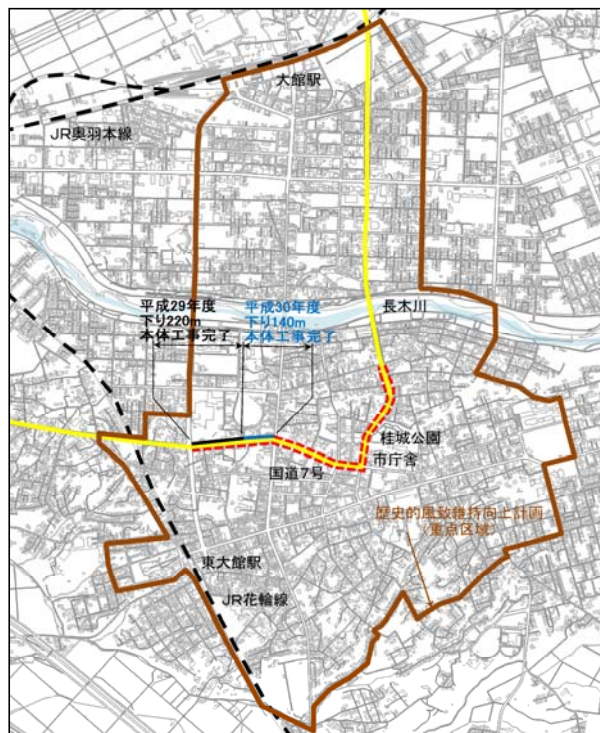 大館駅
JR奥羽本線
平成29年度
下り220m
本体工事完了
平成30年度
下り140m
本体工事完了
長木川
桂城公園
市庁舎
国道7号
歴史的風致維持向上計画
(重点区域)
東大館駅
JR花輪線